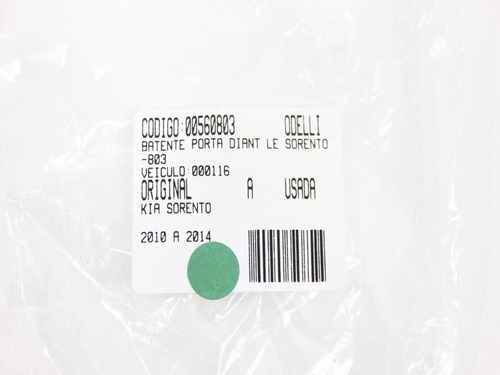 CODIGO:00560803 ODELLI
BATENTE PORTA DIANT LE SORENTO
-803
VEICULO:000116
ORIGINAL A USADA
KIA SORENTO
2010 A 2014